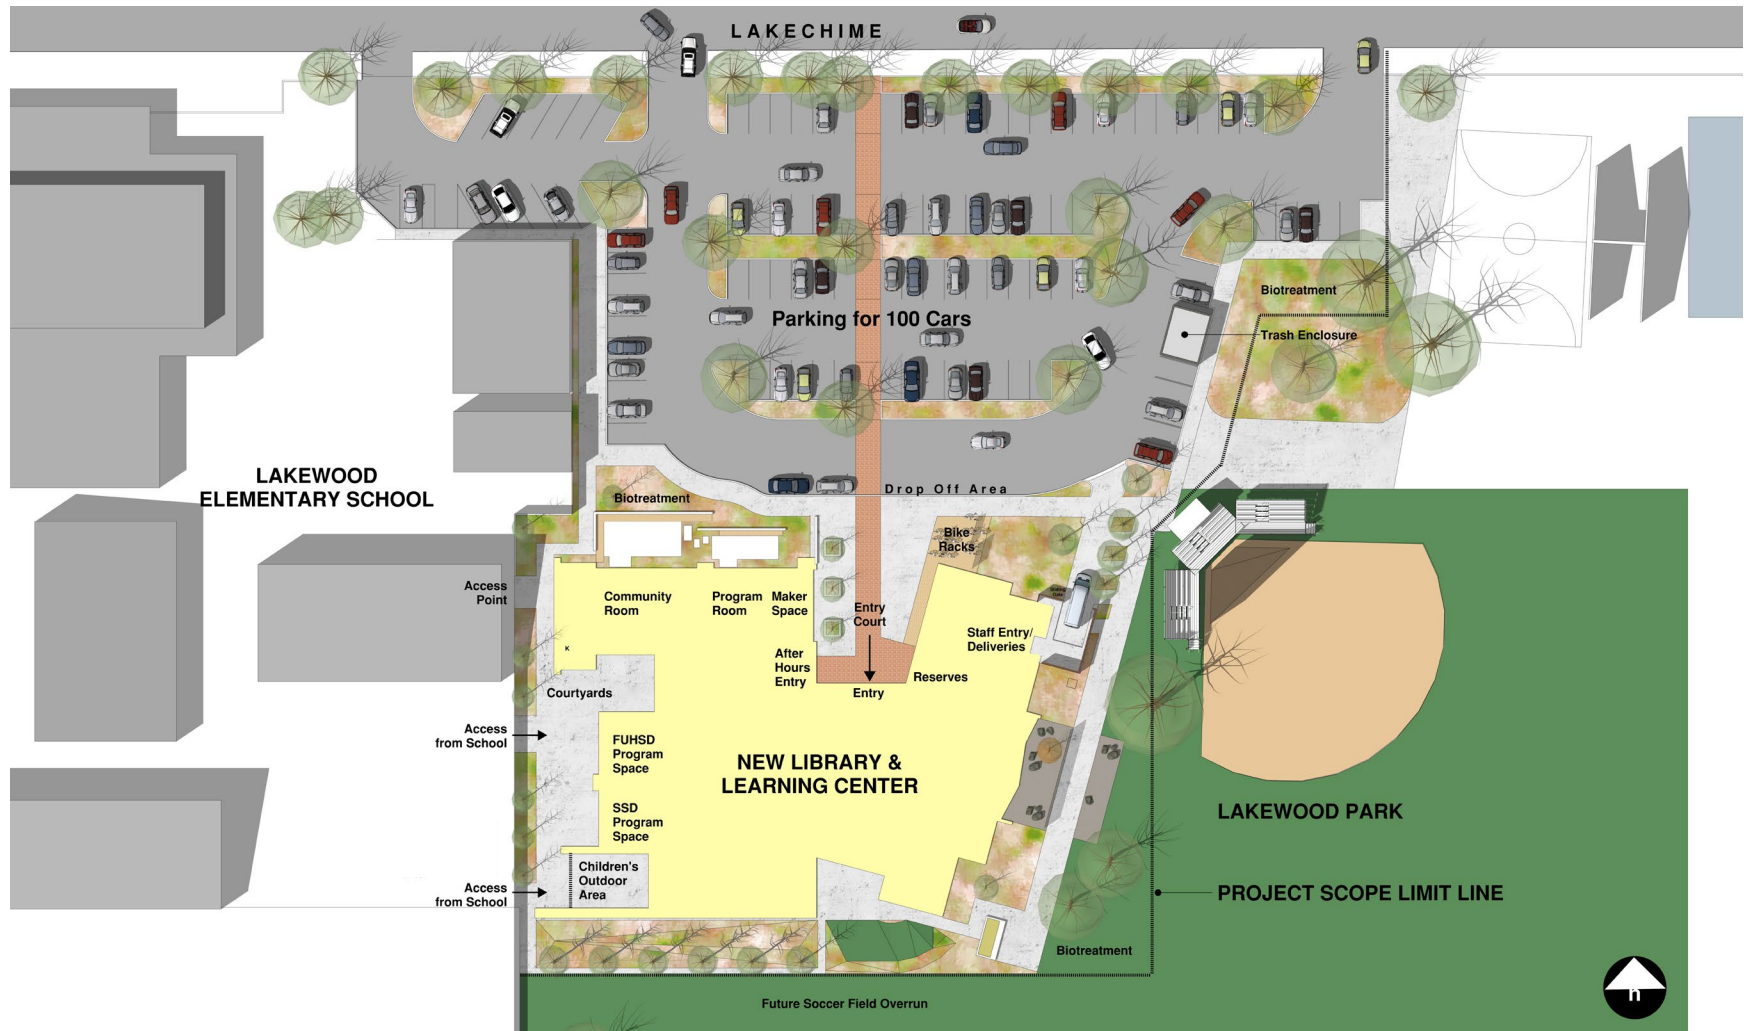 LAKECHIME
Biotreatment
Parking for 100 Cars
Trash Enclosure
LAKEWOOD
ELEMENTARY SCHOOL
Drop Off Area
Biotreatment
Bike
Racks
Access
Point
Community
Room
Program
Room
Maker
Space
Entry
Court
Staff Entry/
Deliveries
K
After
Hours
Entry
Reserves
Entry
Courtyards
Access
from School
FUHSD
Program
Space
NEW LIBRARY &
LEARNING CENTER
SSD
Program
Space
LAKEWOOD PARK
Children's
Outdoor
Area
Access
from School
PROJECT SCOPE LIMIT LINE
Biotreatment
Future Soccer Field Overrun
n